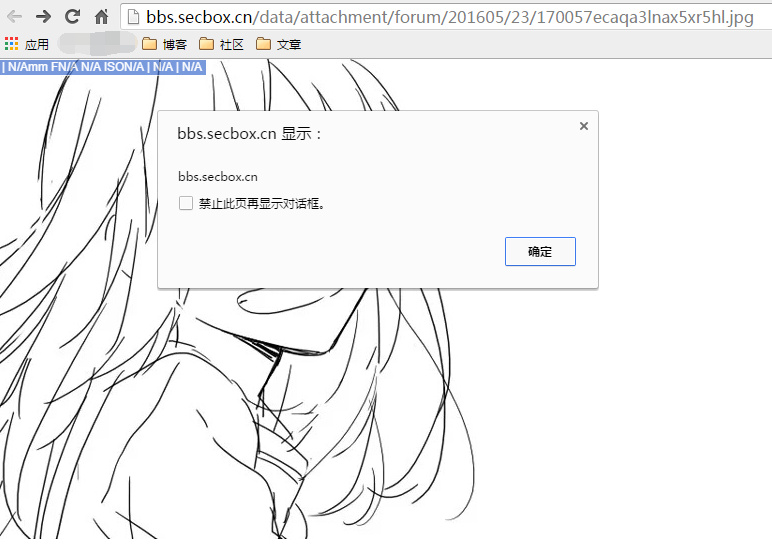 bbs.secbox.cn/data/attachment/forum/201605/23/170057ecaqa3lnax5xr5hl.jpg
应用 博客 社区 文章
| N/Amm FN/A N/A ISON/A | N/A | N/A
bbs.secbox.cn 显示：
bbs.secbox.cn
禁止此页再显示对话框。
确定